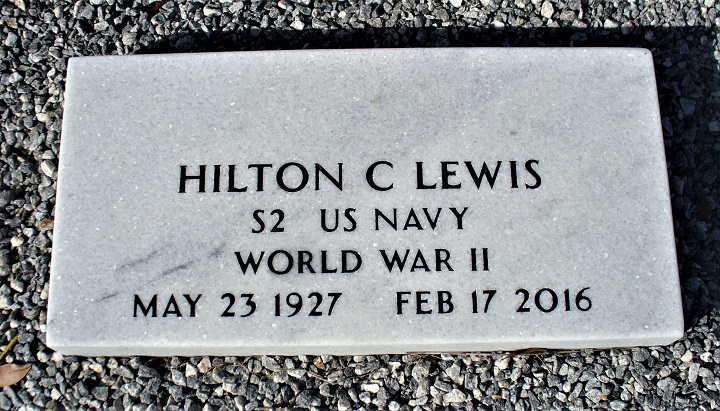 HILTON C LEWIS
S2 US NAVY
WORLD WAR II
MAY 23 1927 FEB 17 2016